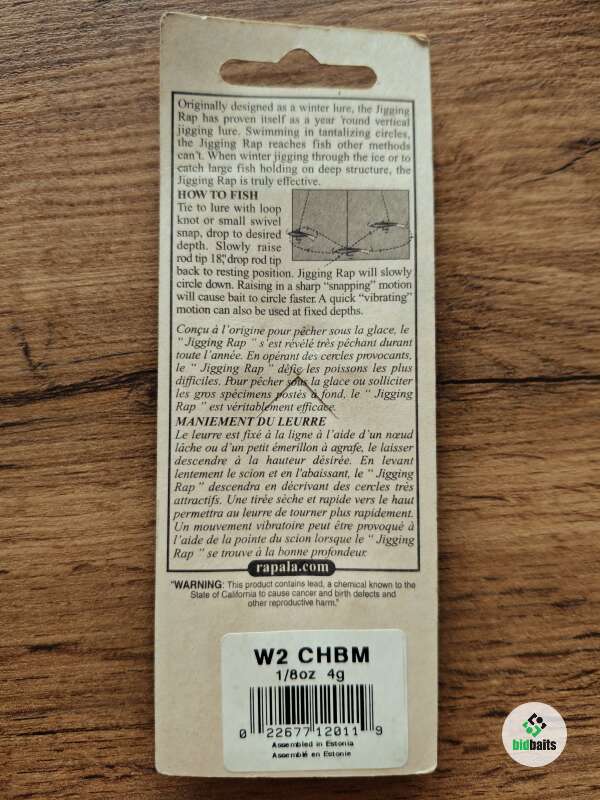 Originally designed as a winter lure, the Jigging
Rap has proven itself as a year 'round vertical
jigging lure. Swimming in tantalizing circles,
the Jigging Rap reaches fish other methods
can't. When winter jigging through the ice or to
catch large fish holding on deep structure, the
Jigging Rap is truly effective.
HOW TO FISH
Tie to lure with loop
knot or small swivel
snap, drop to desired
depth. Slowly raise
rod tip 18," drop rod tip
back to resting position. Jigging Rap will slowly
circle down. Raising in a sharp “snapping” motion
will cause bait to circle faster. A quick “vibrating”
motion can also be used at fixed depths.
Conçu à l'origine pour pêcher sous la glace, le
“Jigging Rap ” s'est révélé très péchant durant
toute l'année. En opérant des cercles provocants,
le “ Jigging Rap ” défie les poissons les plus
difficiles. Pour pêcher sous la glace ou solliciter
les gros spécimens postés à fond, le “ Jigging
Rap ” est véritablement efficace.
MANIEMENT DU LEURRE
Le leurre est fixé à la ligne à l'aide d'un nœud
lâche ou d'un petit émerillon à agrafe, le laisser
descendre à la hauteur désirée. En levant
lentement le scion et en l'abaissant, le “ Jigging
Rap ” descendra en décrivant des cercles très
attractifs. Une tirée sèche et rapide vers le haut
permettra au leurre de tourner plus rapidement.
Un mouvement vibratoire peut être provoqué à
l'aide de la pointe du scion lorsque le “ Jigging
Rap ” se trouve à la bonne profondeur.
rapala.com
"WARNING: This product contains lead, a chemical known to the
State of California to cause cancer and birth defects and
other reproductive harm."
W2 CHBM
1/8oz 4g
0 22677 12011 9
Assembled in Estonia
Assemblé en Estonie
bidbaits